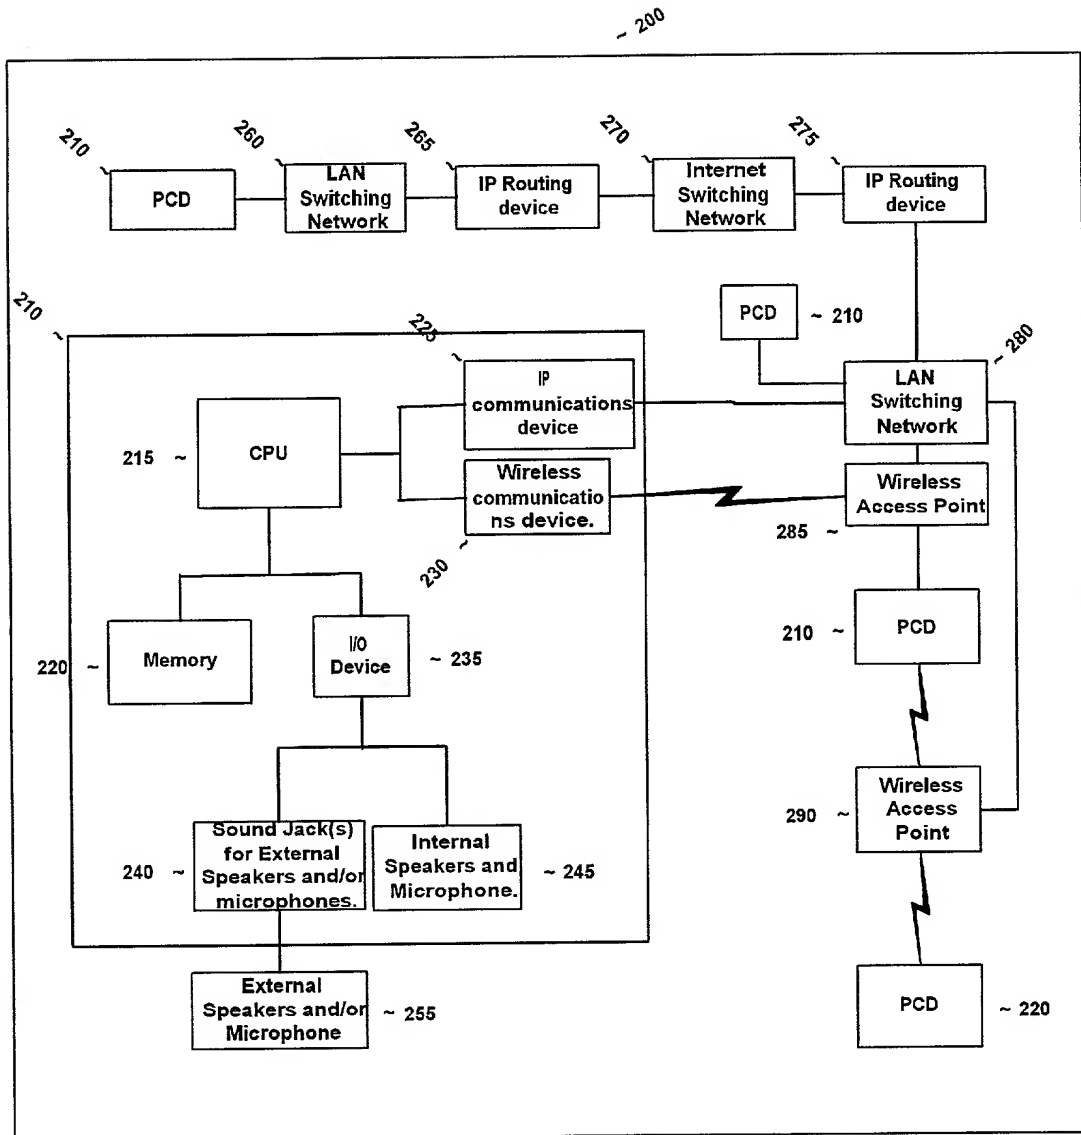 ~ 200
210 ~
260 ~
265 ~
270 ~
275 ~
PCD
LAN
Switching
Network
IP Routing
device
Internet
Switching
Network
IP Routing
device
210 ~
225 ~
PCD
~ 210
~ 280
IP
communications
device
LAN
Switching
Network
215 ~
CPU
Wireless
communicatio
ns device.
230 ~
Wireless
Access Point
285 ~
220 ~
Memory
I/O
Device
~ 235
210 ~
PCD
240 ~
Sound Jack(s)
for External
Speakers and/or
microphones.
Internal
Speakers and
Microphone.
~ 245
290 ~
Wireless
Access
Point
External
Speakers and/or
Microphone
~ 255
PCD
~ 220